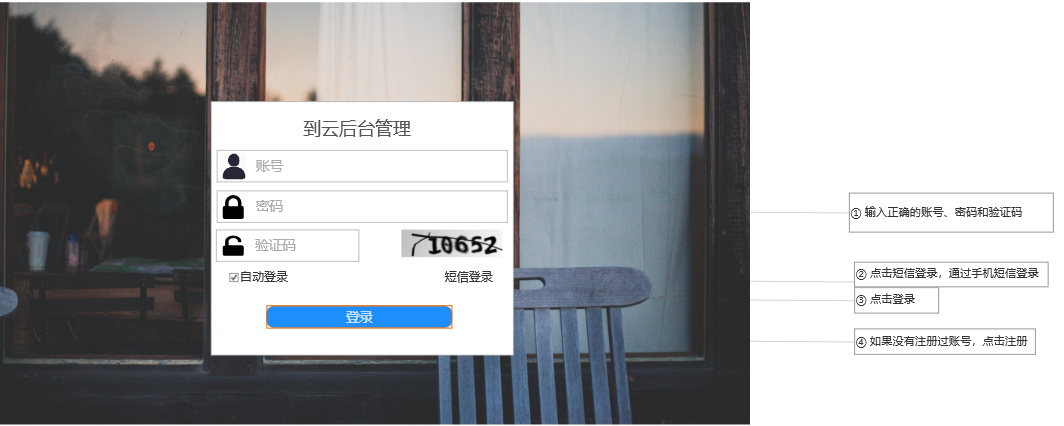 到云后台管理
账号
密码
验证码
710652
自动登录
短信登录
登录
① 输入正确的账号、密码和验证码
② 点击短信登录，通过手机短信登录
③ 点击登录
④ 如果没有注册过账号，点击注册